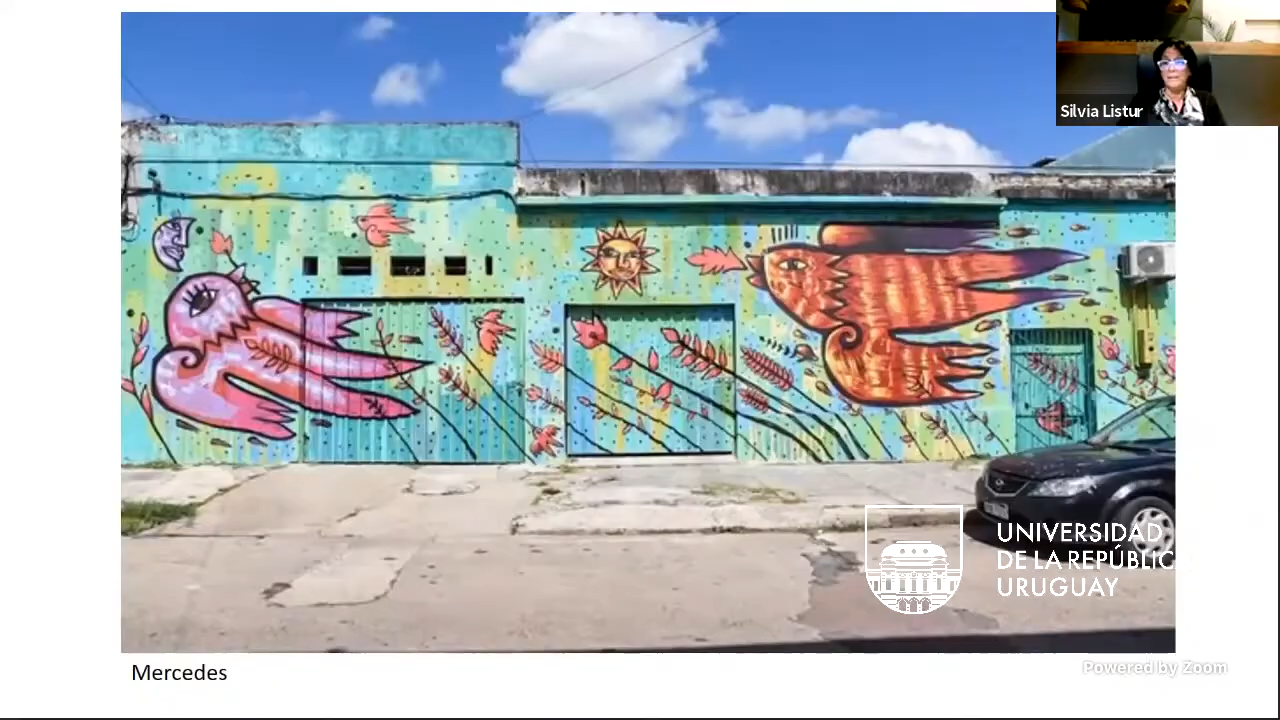 Silvia Listur
UNIVERSIDAD
DE LA REPÚBLIC
URUGUAY
Mercedes
Powered by Zoom